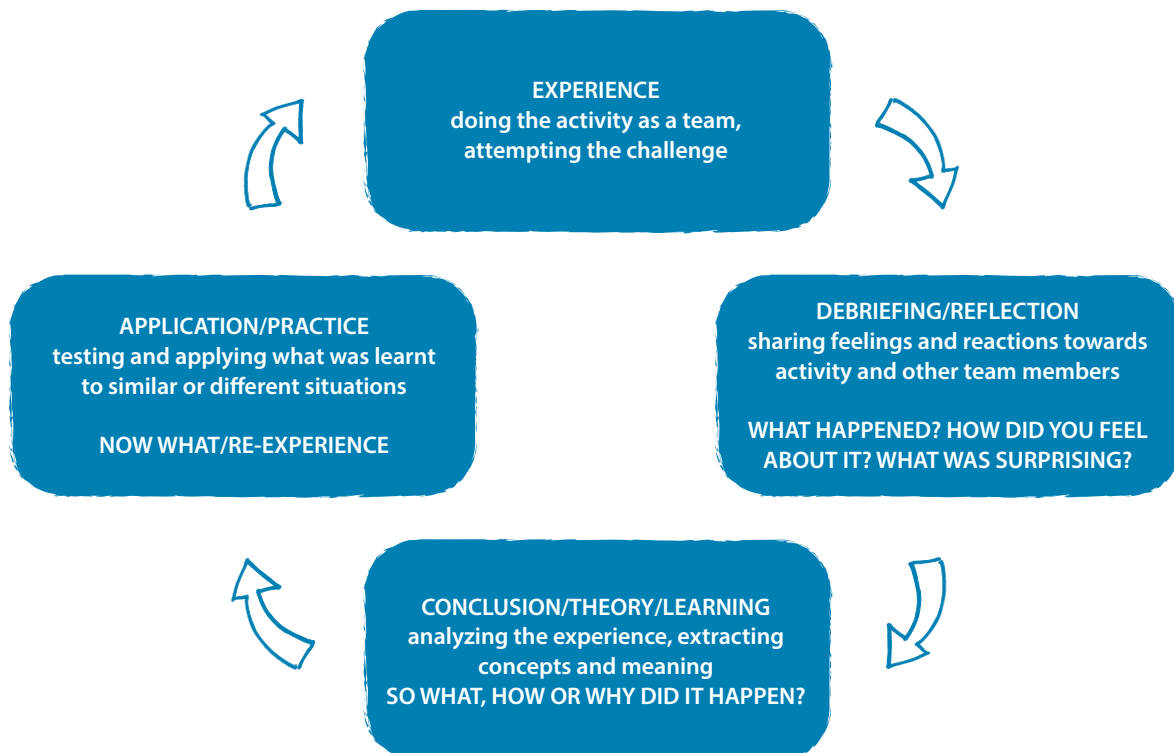 EXPERIENCE
doing the activity as a team,
attempting the challenge
DEBRIEFING/REFLECTION
sharing feelings and reactions towards
activity and other team members
WHAT HAPPENED? HOW DID YOU FEEL
ABOUT IT? WHAT WAS SURPRISING?
CONCLUSION/THEORY/LEARNING
analyzing the experience, extracting
concepts and meaning
SO WHAT, HOW OR WHY DID IT HAPPEN?
APPLICATION/PRACTICE
testing and applying what was learnt
to similar or different situations
NOW WHAT/RE-EXPERIENCE